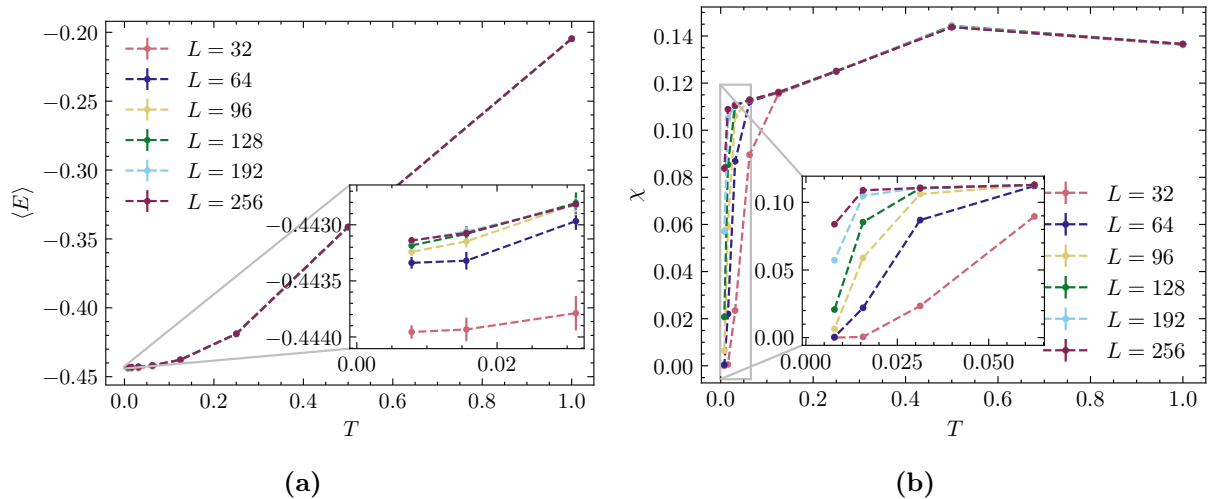 −0.20
−0.25
−0.30
−0.35
−0.40
−0.45
⟨E⟩
L = 32
L = 64
L = 96
L = 128
L = 192
L = 256
−0.4430
−0.4435
−0.4440
0.00 0.02
0.0 0.2 0.4 0.6 0.8 1.0
T
(a)
0.14
0.12
0.10
0.08
0.06
0.04
0.02
0.00
χ
0.10
0.05
0.00
0.000 0.025 0.050
L = 32
L = 64
L = 96
L = 128
L = 192
L = 256
0.0 0.2 0.4 0.6 0.8 1.0
T
(b)